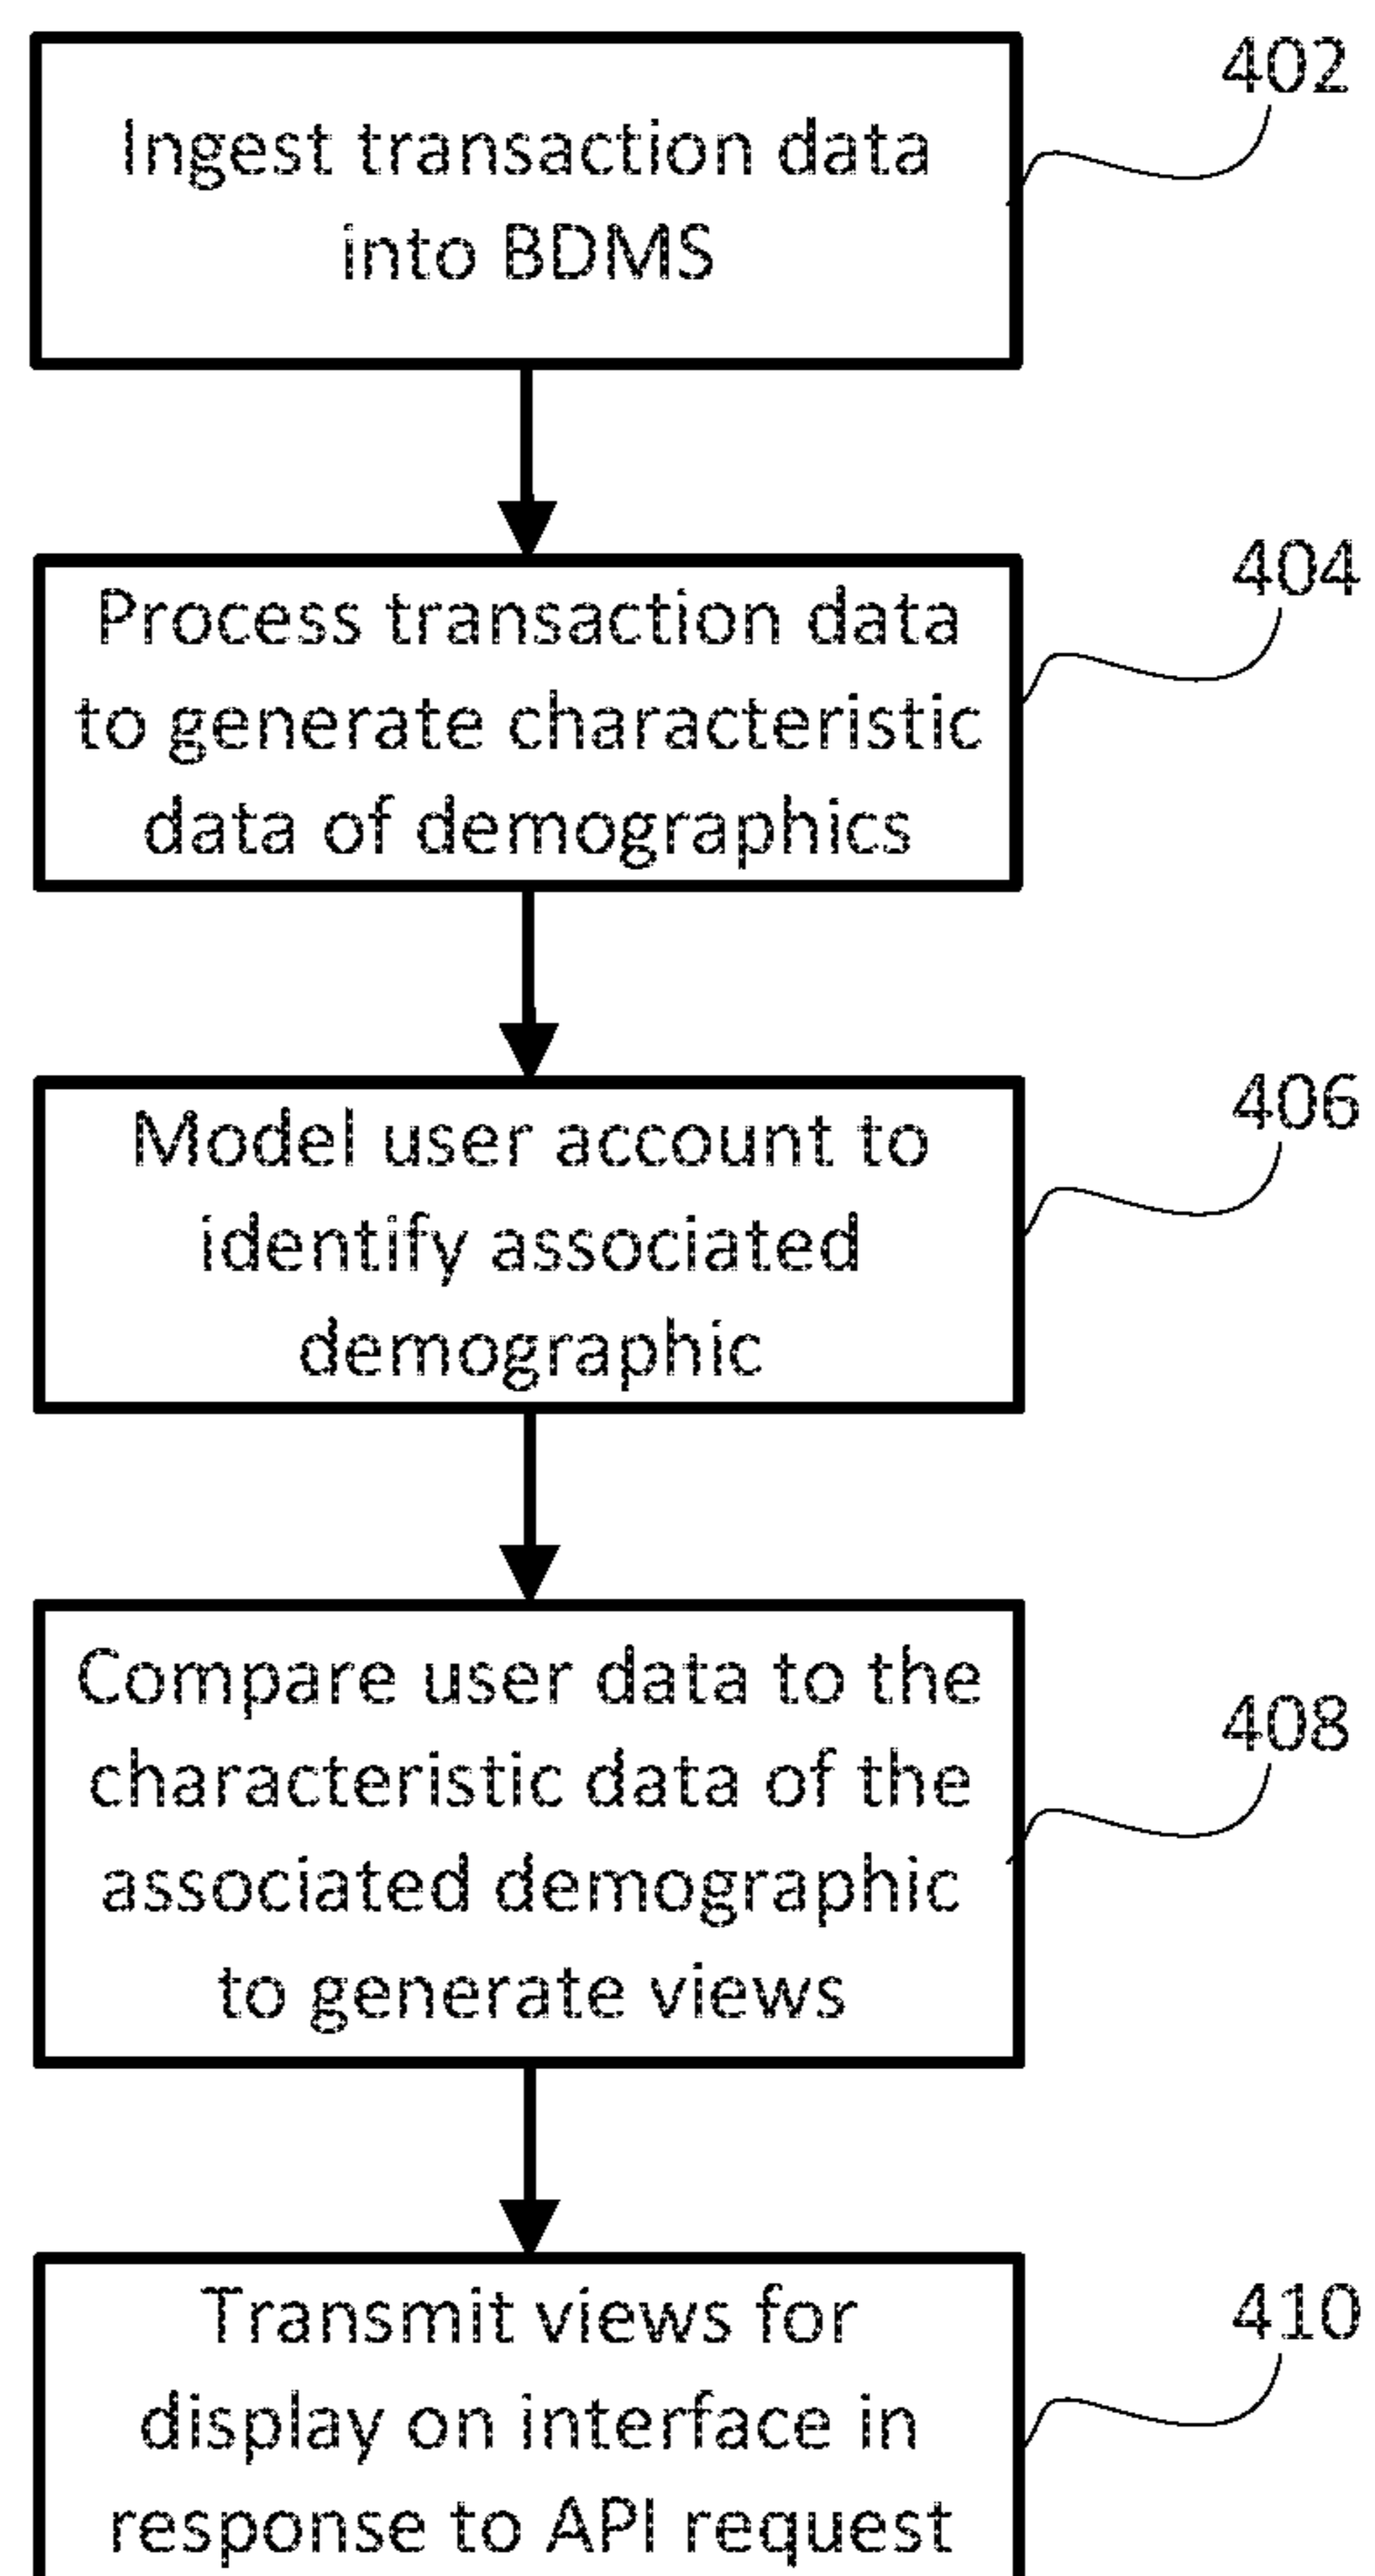 402
Ingest transaction data
into BDMS
404
Process transaction data
to generate characteristic
data of demographics
406
Model user account to
identify associated
demographic
408
Compare user data to the
characteristic data of the
associated demographic
to generate views
410
Transmit views for
display on interface in
response to API request